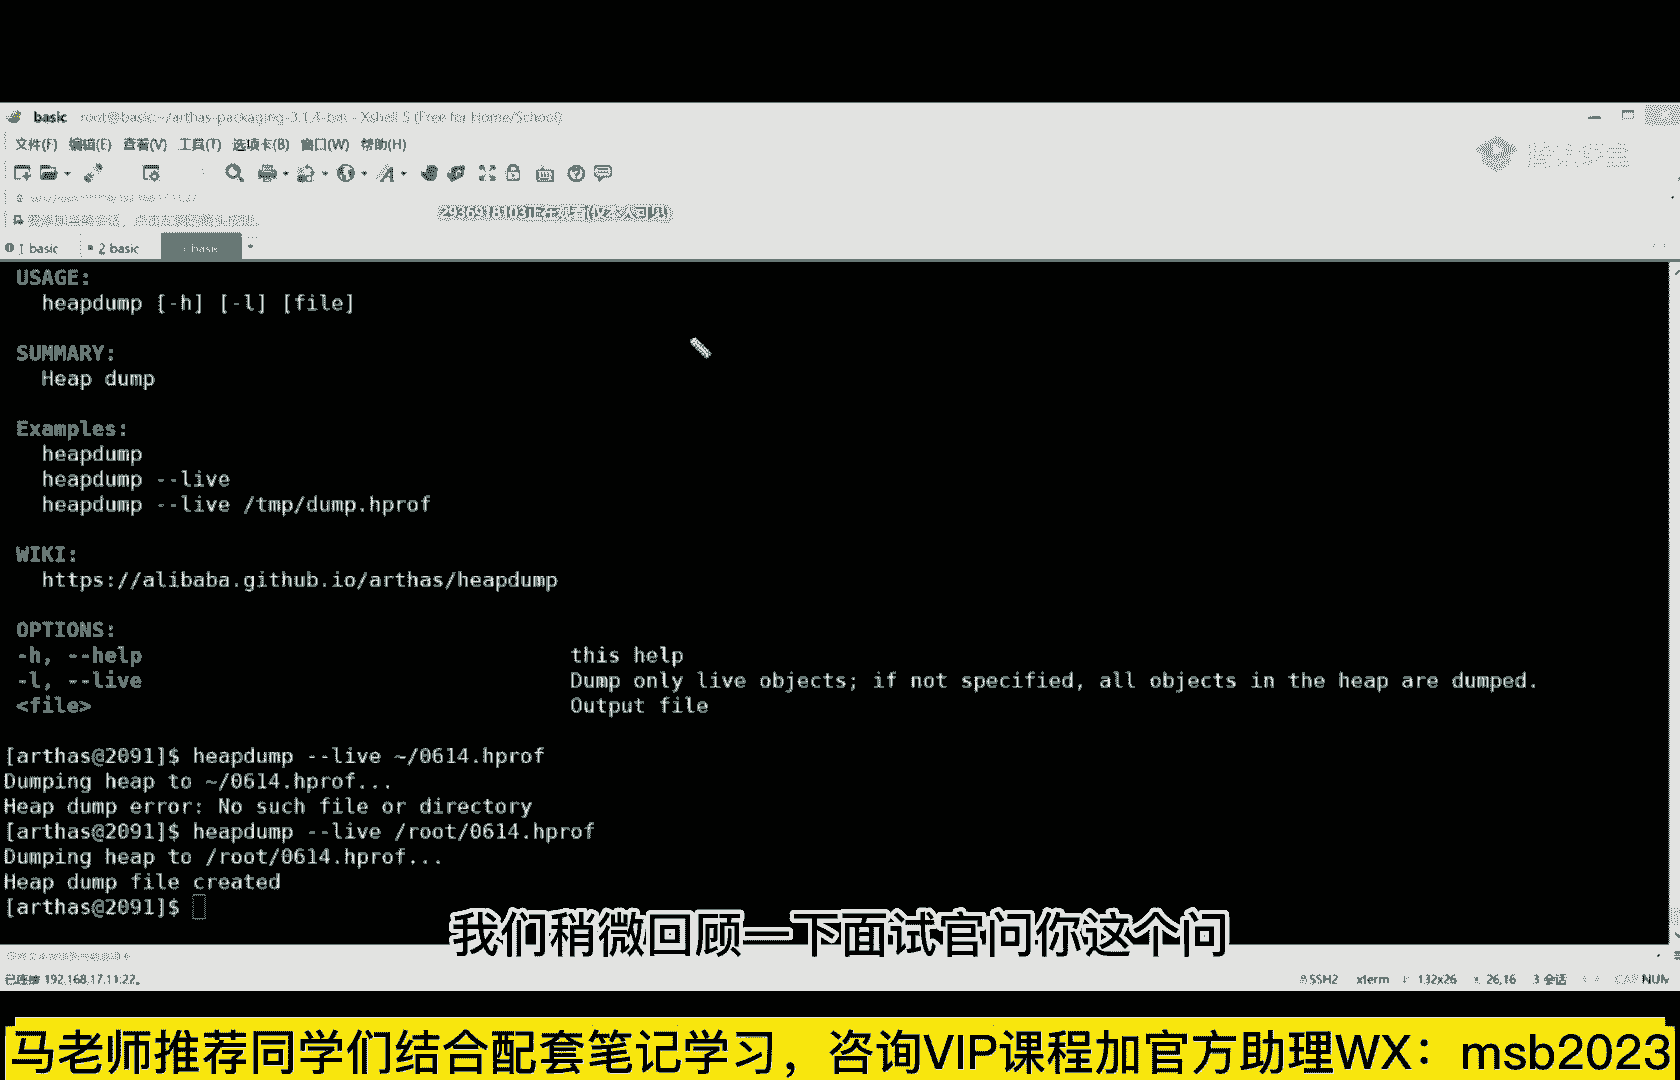 basic root@basic:~/arthas-packaging-3.1.4-bin - Xshell 5 (Free for Home/School)
文件(F) 编辑(E) 查看(V) 工具(T) 选项卡(B) 窗口(W) 帮助(H)
2936918103正在观看(仅本人可见)
1 basic 2 basic basic
USAGE:
heapdump [-h] [-l] [file]
SUMMARY:
Heap dump
Examples:
heapdump
heapdump --live
heapdump --live /tmp/dump.hprof
WIKI:
https://alibaba.github.io/arthas/heapdump
OPTIONS:
-h, --help this help
-l, --live Dump only live objects; if not specified, all objects in the heap are dumped.
<file> Output file
[arthas@2091]$ heapdump --live ~/0614.hprof
Dumping heap to ~/0614.hprof...
Heap dump error: No such file or directory
[arthas@2091]$ heapdump --live /root/0614.hprof
Dumping heap to /root/0614.hprof...
Heap dump file created
[arthas@2091]$
我们稍微回顾一下面试官问你这个问
已连接 192.168.17.11:22。 SSH2 xterm 132x26 26,16 3 会话 CAP NUM
马老师推荐同学们结合配套笔记学习，咨询VIP课程加官方助理WX：msb2023